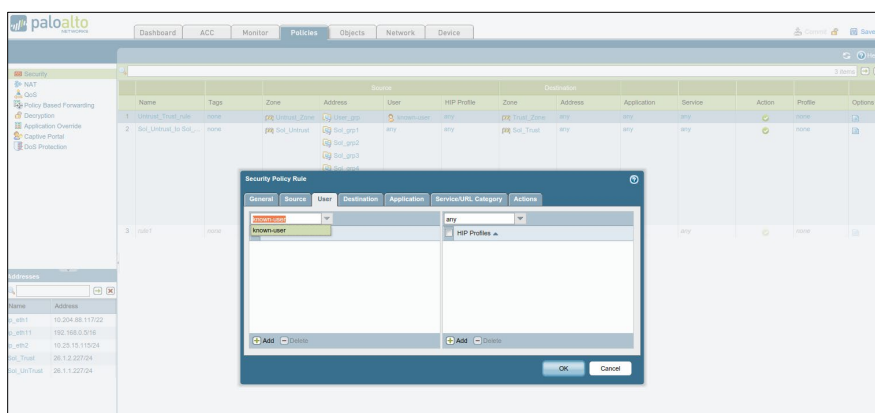 paloalto
NETWORKS
Dashboard ACC Monitor Policies Objects Network Device
Commit Save
Security
NAT
QoS
Policy Based Forwarding
Decryption
Application Override
Captive Portal
DoS Protection
3 items
Source Destination
Name Tags Zone Address User HIP Profile Zone Address Application Service Action Profile Options
1 Untrust_Trust_rule none Untrust_Zone User_grp known-user any Trust_Zone any any any none
2 Sol_Untrust_to Sol_... none Sol_Untrust Sol_grp1 any any Sol_Trust any any any none
Sol_grp2
Sol_grp3
Sol_grp4
3 rule1 none any none
Security Policy Rule
General Source User Destination Application Service/URL Category Actions
known-user any
known-user HIP Profiles
Add Delete Add Delete
OK Cancel
Addresses
Name Address
ip_eth1 10.204.88.117/22
ip_eth11 192.168.0.0/16
ip_eth2 10.25.15.115/24
Sol_Trust 26.1.2.227/24
Sol_UnTrust 26.1.1.227/24